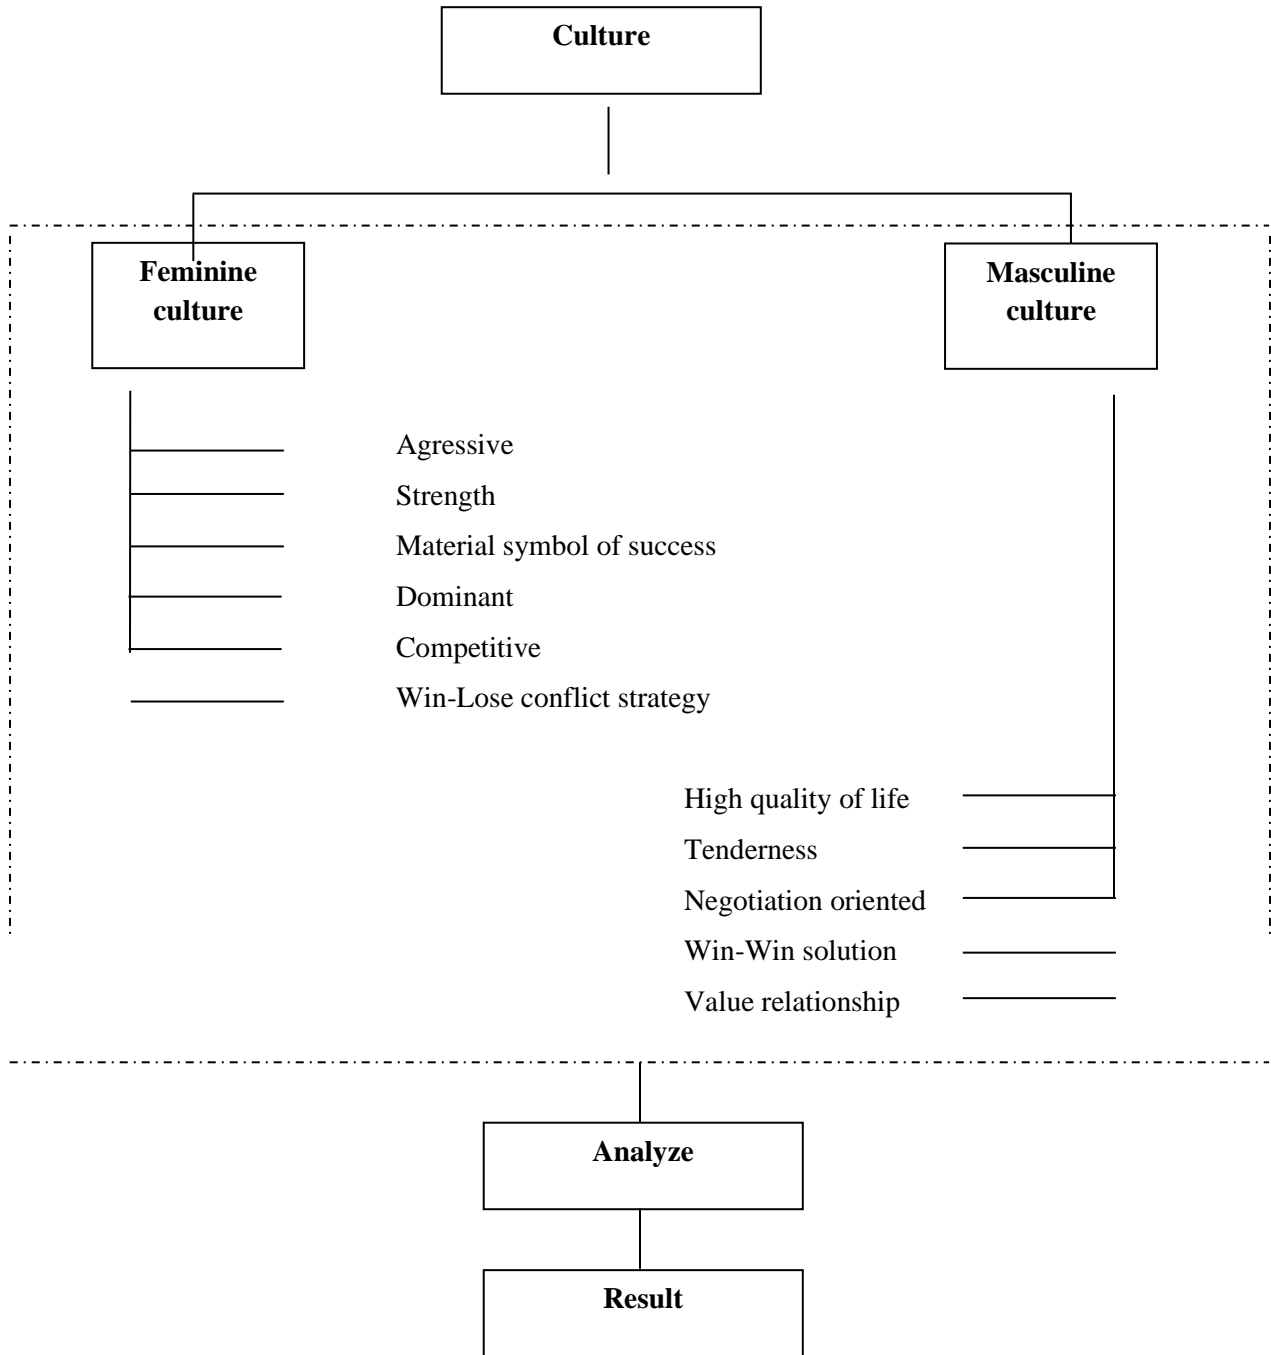 Culture
Feminine
culture
Masculine
culture
Agressive
Strength
Material symbol of success
Dominant
Competitive
Win-Lose conflict strategy
High quality of life
Tenderness
Negotiation oriented
Win-Win solution
Value relationship
Analyze
Result